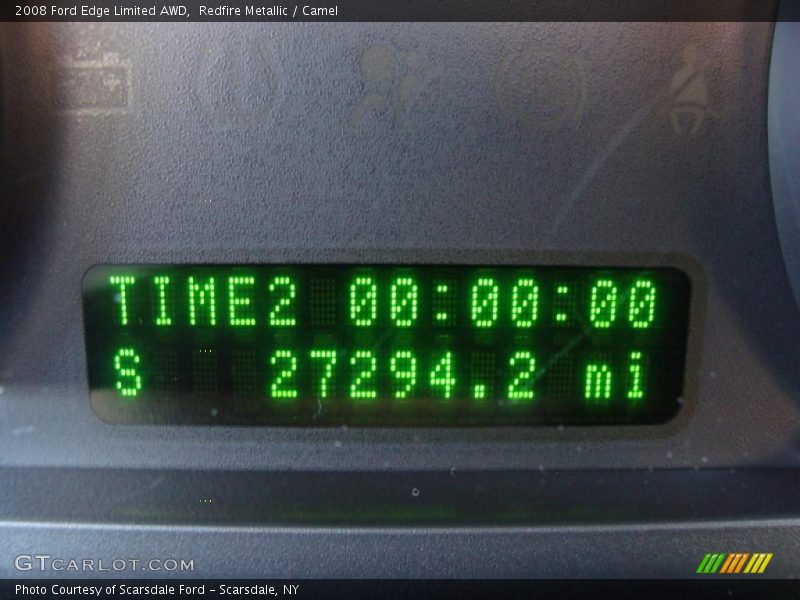 2008 Ford Edge Limited AWD, Redfire Metallic / Camel
TIME2 00:00:00
S 27294.2 mi
GTCARLOT.COM
Photo Courtesy of Scarsdale Ford - Scarsdale, NY